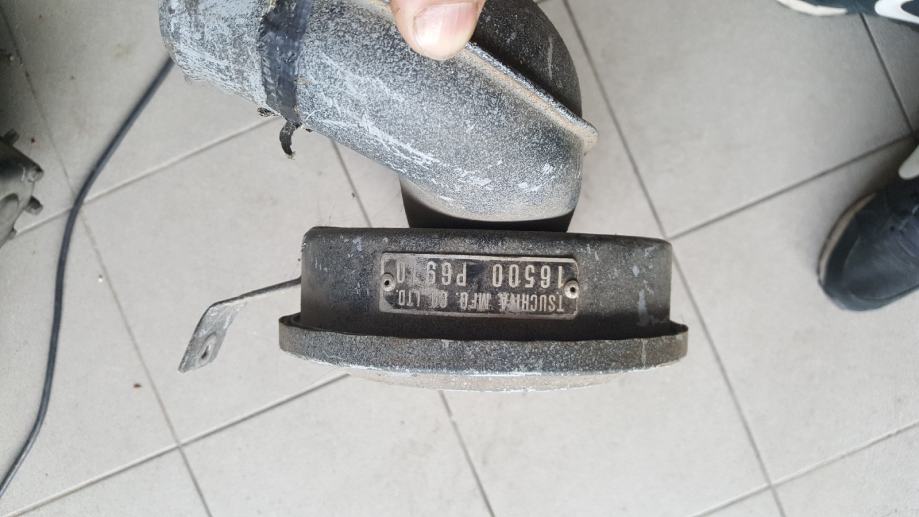 16500 P6910
TSUCHIYA MFG. CO. LTD.